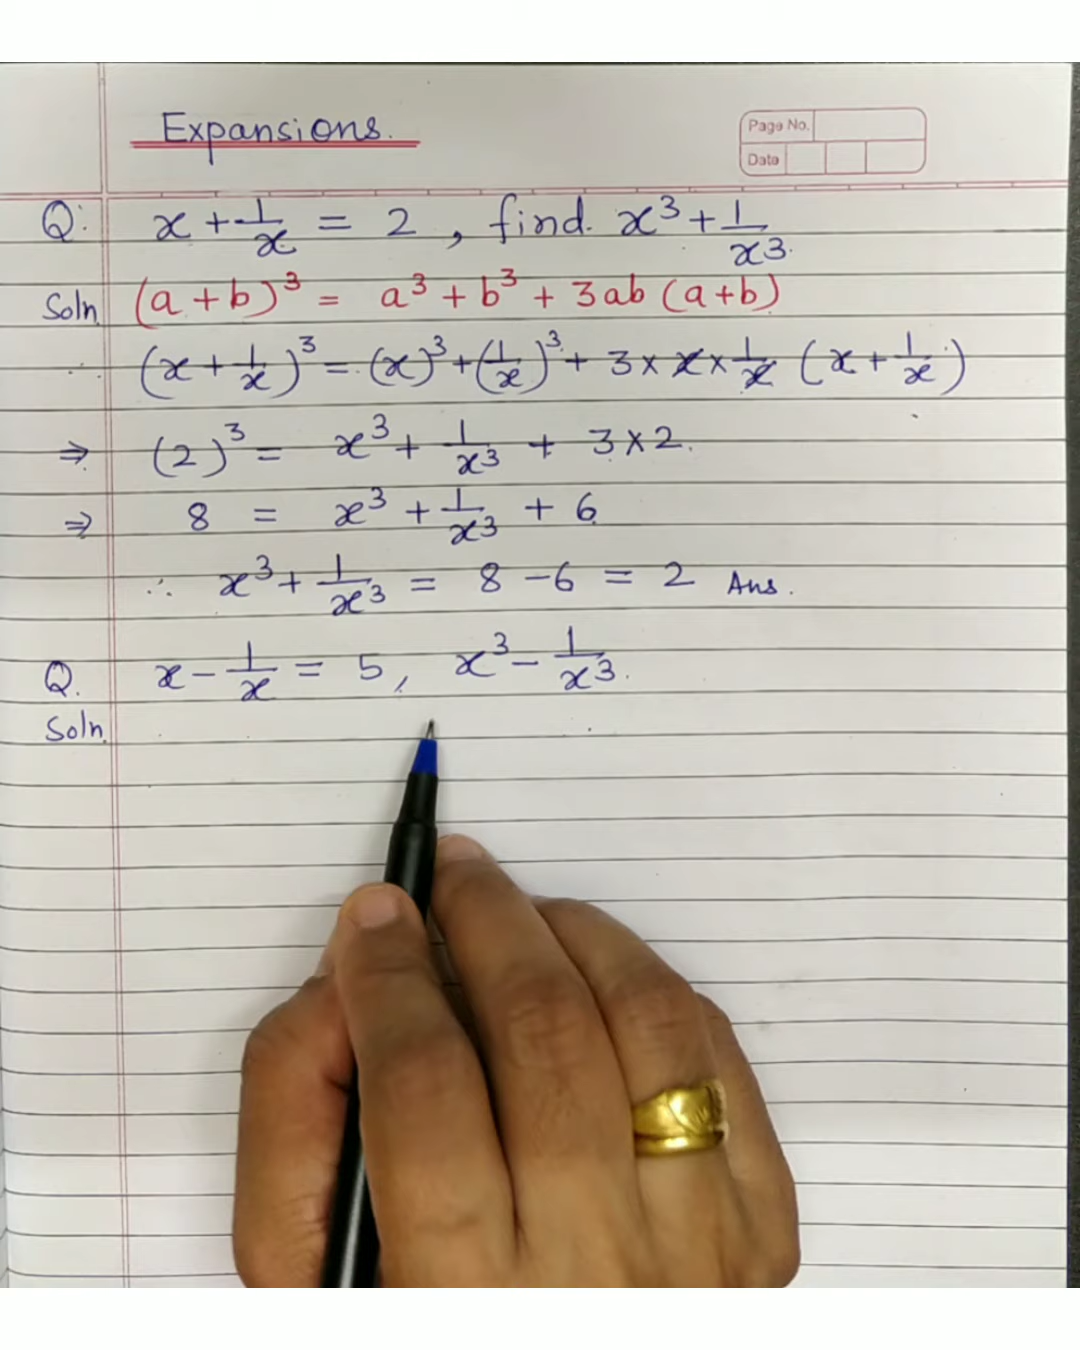 Expansions.
Page No.
Date
Q: x + 1/x = 2, find. x³ + 1/x³.
Soln (a+b)³ = a³ + b³ + 3ab (a+b)
∴ (x + 1/x)³ = (x)³ + (1/x)³ + 3 × x × 1/x (x + 1/x)
⇒ (2)³ = x³ + 1/x³ + 3×2.
⇒ 8 = x³ + 1/x³ + 6
∴ x³ + 1/x³ = 8 - 6 = 2 Ans.
Q. x - 1/x = 5, x³ - 1/x³.
Soln